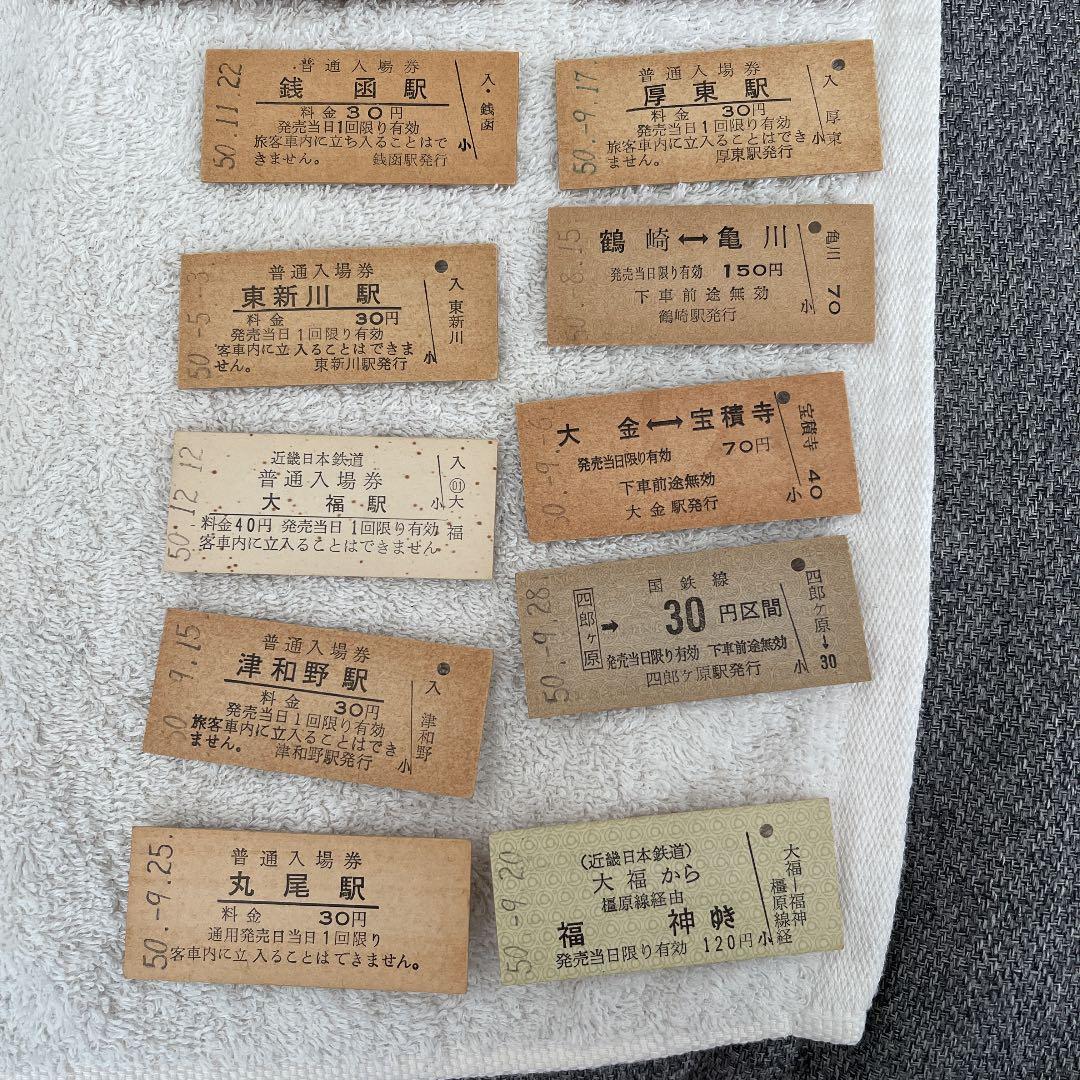 50.11.22
普通入場券
銭函駅
料金30円
発売当日1回限り有効
旅客車内に立ち入ることはで
きません。 銭函駅発行
小
入・銭函
50.-9.17.
普通入場券
厚東駅
料金 30円
発売当日1回限り有効
旅客車内に立入ることはでき
ません。 厚東駅発行
小
入 厚東
50.-5.-3.
普通入場券
東新川駅
料金 30円
発売当日1回限り有効
客車内に立入ることはできま
せん。 東新川駅発行
小
入 東新川
-8.15
鶴崎↔亀川
発売当日限り有効 150円
下車前途無効
鶴崎駅発行
小
亀川 70
50.12.12
近畿日本鉄道
普通入場券
大福駅
料金40円 発売当日1回限り有効
客車内に立入ることはできません
小
入 01 大福
0.-9.-6.
大金↔宝積寺
発売当日限り有効 70円
下車前途無効
大金駅発行
小
宝積寺 40
50.-9.28.
国鉄線
四郎ヶ原 ➡ 30円区間
発売当日限り有効 下車前途無効
四郎ヶ原駅発行
小
四郎ヶ原→30
50 9.15
普通入場券
津和野駅
料金 30円
発売当日1回限り有効
旅客車内に立入ることはでき
ません。 津和野駅発行
小
入 津和野
50.-9.25.
普通入場券
丸尾駅
料金 30円
通用発売日当日1回限り
客車内に立入ることはできません。
50.-9.20.
(近畿日本鉄道)
大福から
橿原線経由
福神ゆき
発売当日限り有効 120円
小
大福―福神
橿原線経